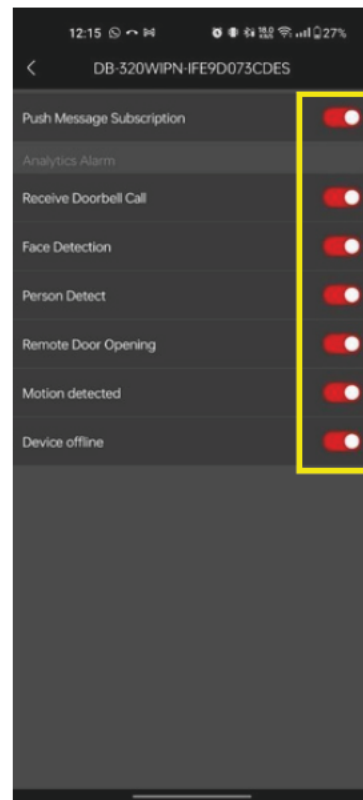 12:15 27%
DB-320WIPN-IFE9D073CDES
Push Message Subscription
Analytics Alarm
Receive Doorbell Call
Face Detection
Person Detect
Remote Door Opening
Motion detected
Device offline